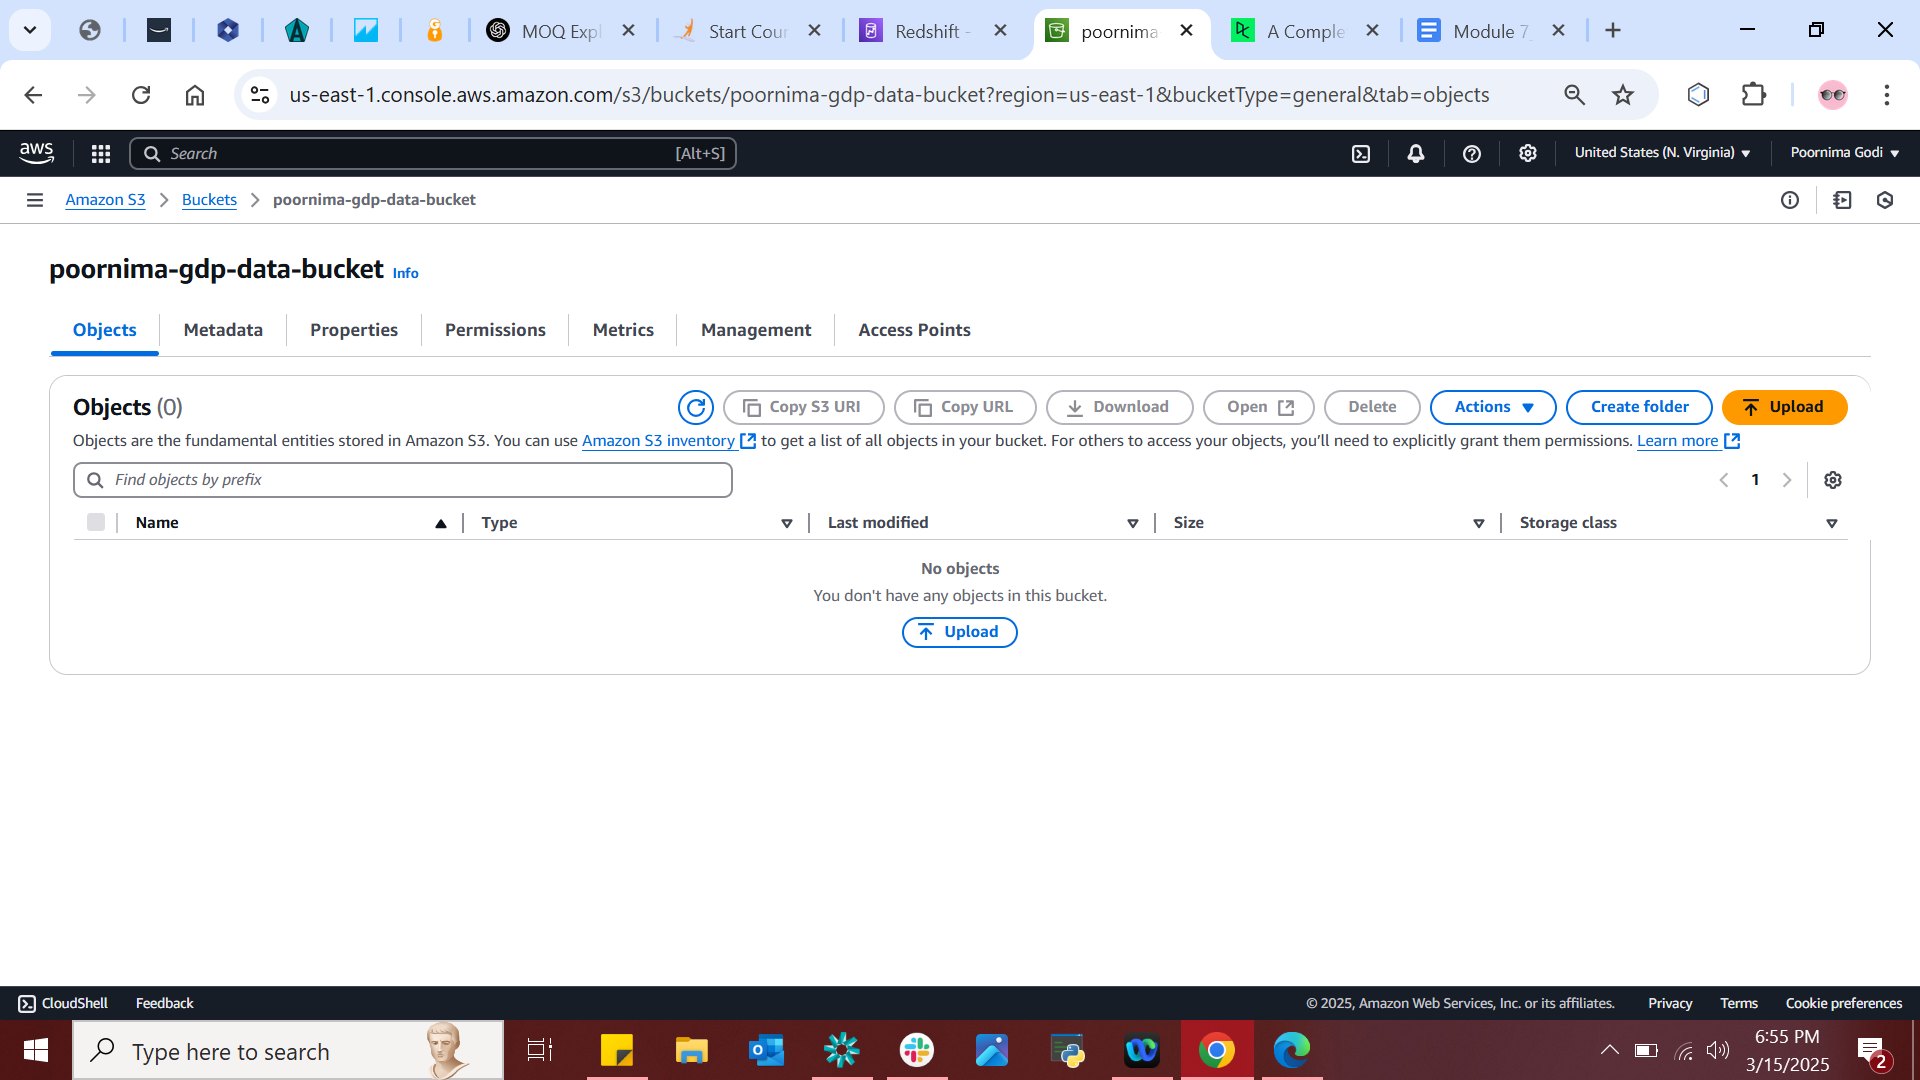 MOQ Expl
Start Cour
Redshift -
poornima-
A Comple
Module 7_
us-east-1.console.aws.amazon.com/s3/buckets/poornima-gdp-data-bucket?region=us-east-1&bucketType=general&tab=objects
aws
Search
[Alt+S]
United States (N. Virginia)
Poornima Godi
Amazon S3
Buckets
poornima-gdp-data-bucket
poornima-gdp-data-bucket Info
Objects
Metadata
Properties
Permissions
Metrics
Management
Access Points
Objects (0)
Copy S3 URI
Copy URL
Download
Open
Delete
Actions
Create folder
Upload
Objects are the fundamental entities stored in Amazon S3. You can use Amazon S3 inventory to get a list of all objects in your bucket. For others to access your objects, you’ll need to explicitly grant them permissions. Learn more
Find objects by prefix
1
Name
Type
Last modified
Size
Storage class
No objects
You don't have any objects in this bucket.
Upload
CloudShell
Feedback
© 2025, Amazon Web Services, Inc. or its affiliates.
Privacy
Terms
Cookie preferences
Type here to search
6:55 PM
3/15/2025
2